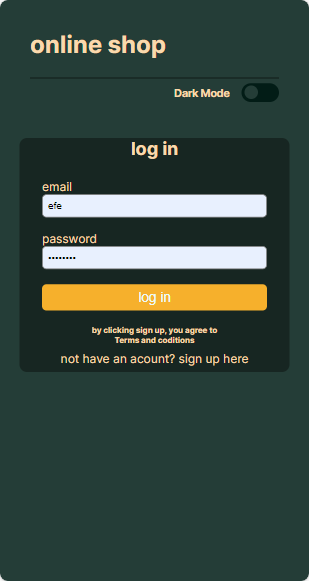 online shop
Dark Mode
log in
email
efe
password
••••••••
log in
by clicking sign up, you agree to
Terms and coditions
not have an acount? sign up here